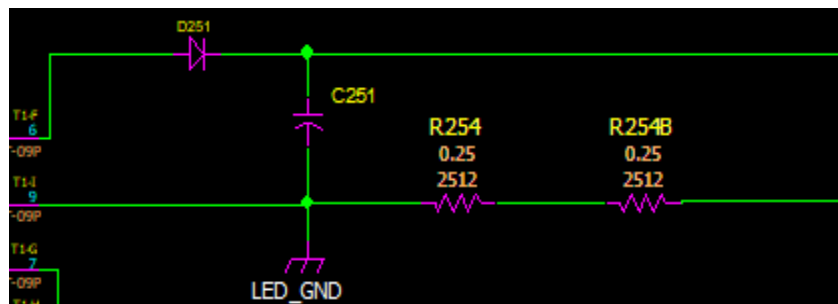 D251
C251
T1-F
6
-09P
R254
R254B
0.25
0.25
2512
2512
T1-I
9
-09P
T1-G
7
-09P
LED_GND